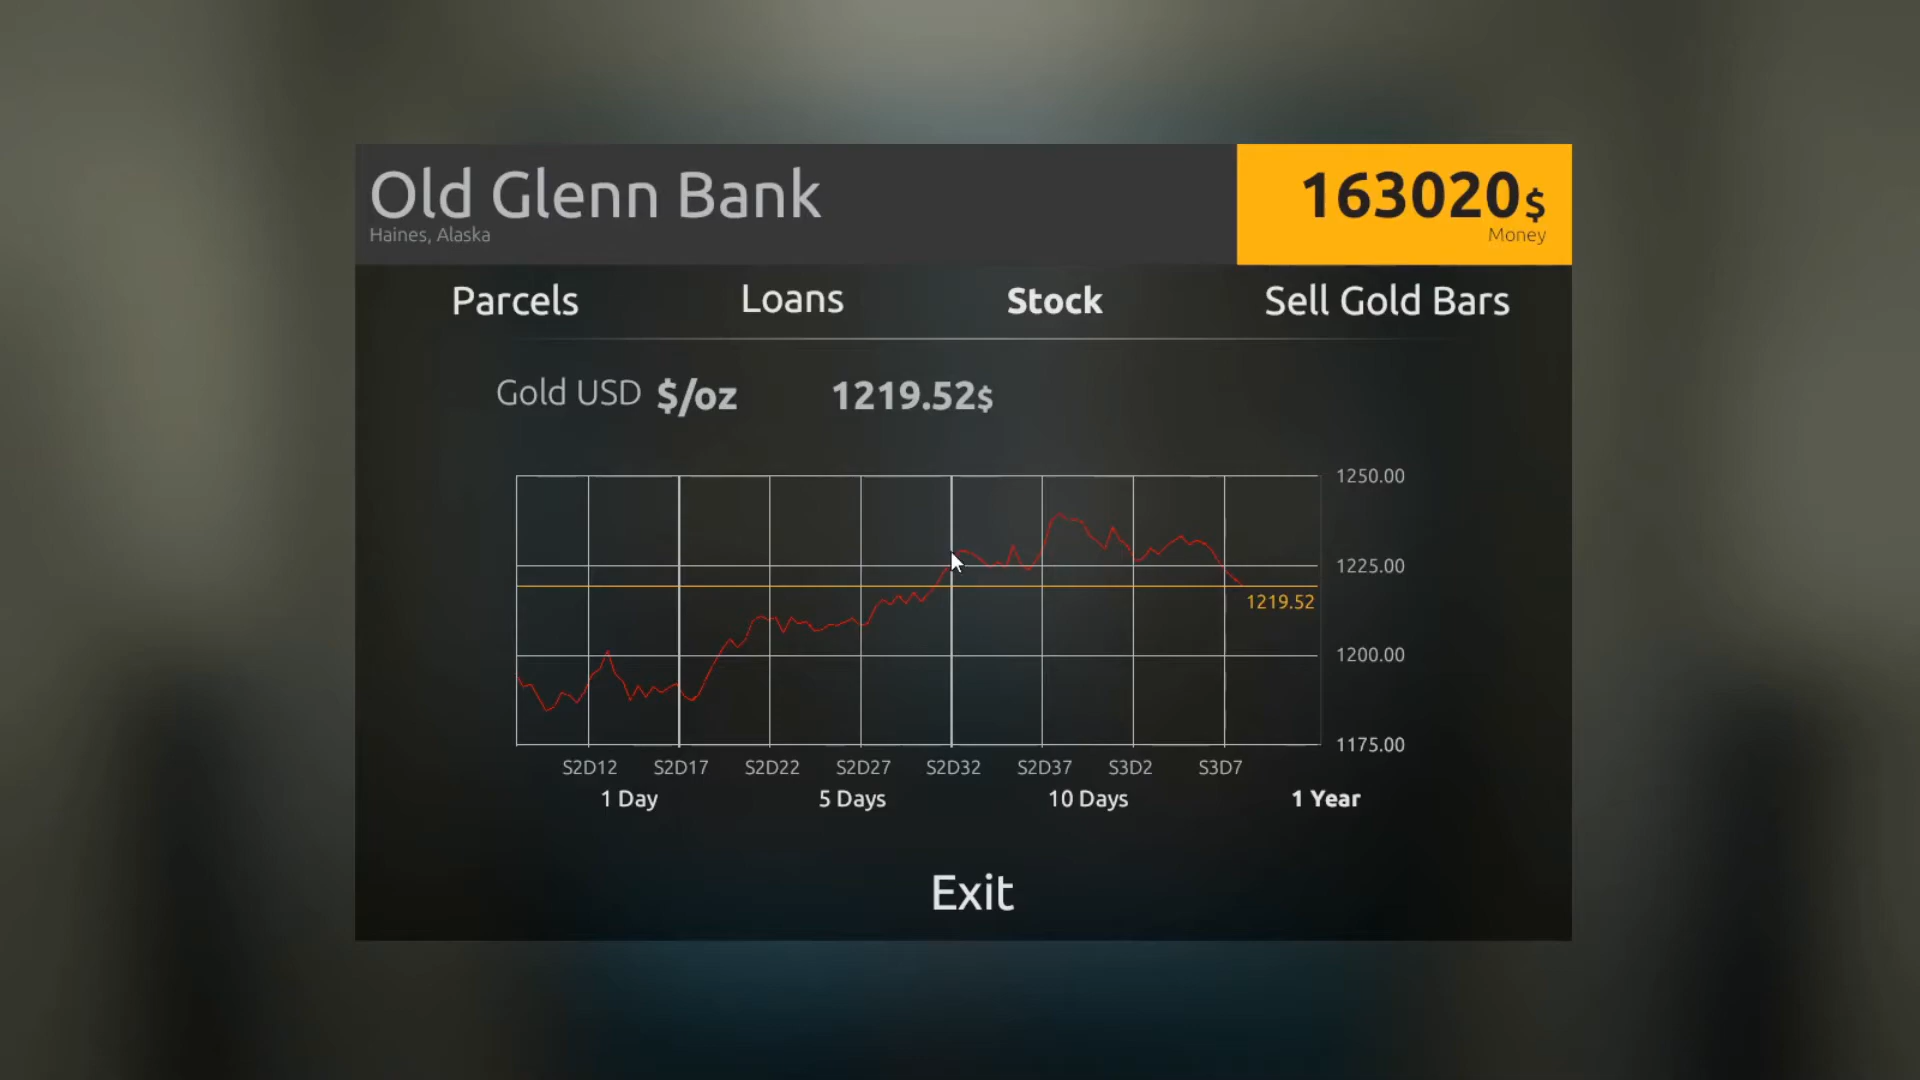 Old Glenn Bank
Haines, Alaska
163020$
Money
Parcels Loans Stock Sell Gold Bars
Gold USD $/oz 1219.52$
1250.00
1225.00
1219.52
1200.00
1175.00
S2D12 S2D17 S2D22 S2D27 S2D32 S2D37 S3D2 S3D7
1 Day 5 Days 10 Days 1 Year
Exit